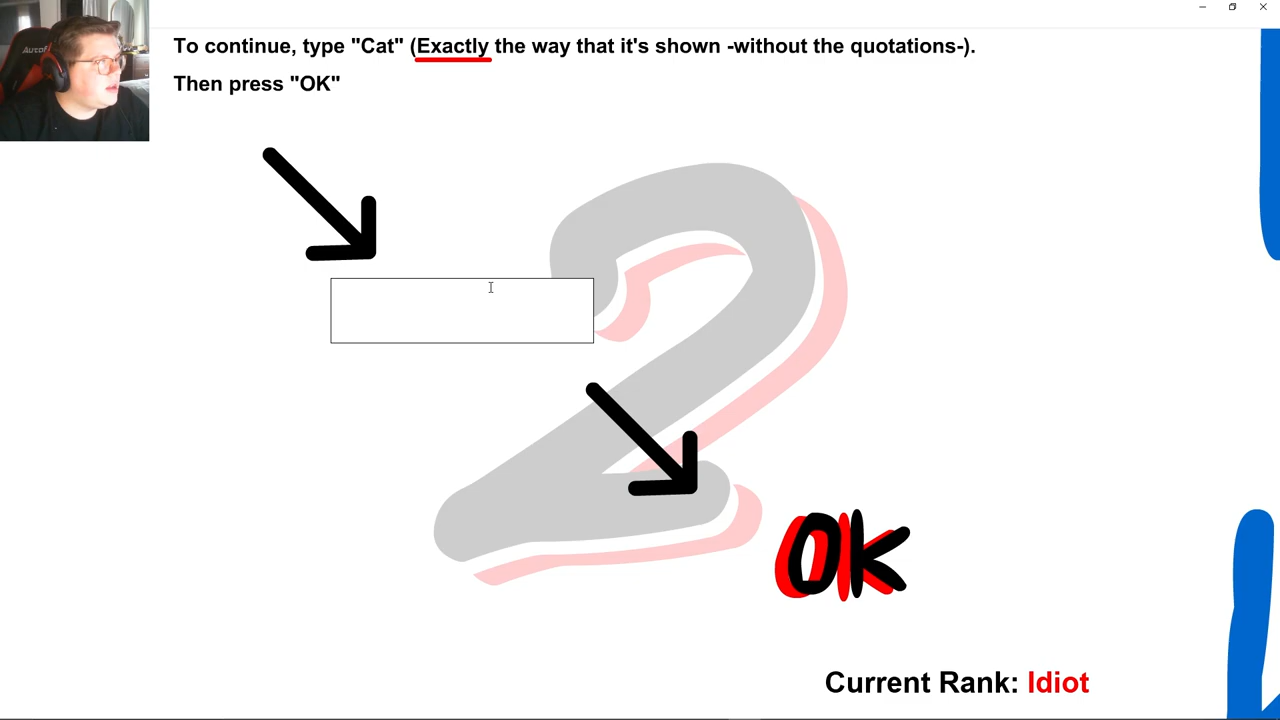 To continue, type "Cat" (Exactly the way that it's shown -without the quotations-).
Then press "OK"
2
OK
Current Rank: Idiot